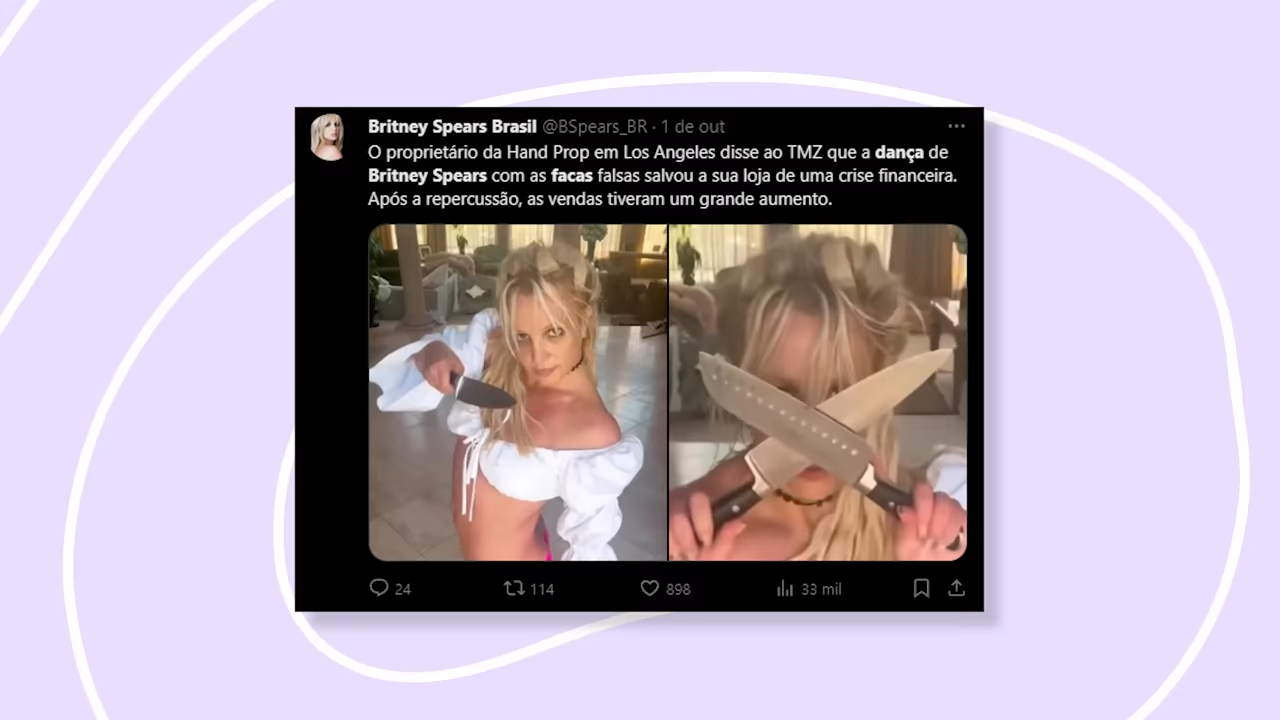 Britney Spears Brasil @BSpears_BR · 1 de out
O proprietário da Hand Prop em Los Angeles disse ao TMZ que a dança de
Britney Spears com as facas falsas salvou a sua loja de uma crise financeira.
Após a repercussão, as vendas tiveram um grande aumento.
24 114 898 33 mil